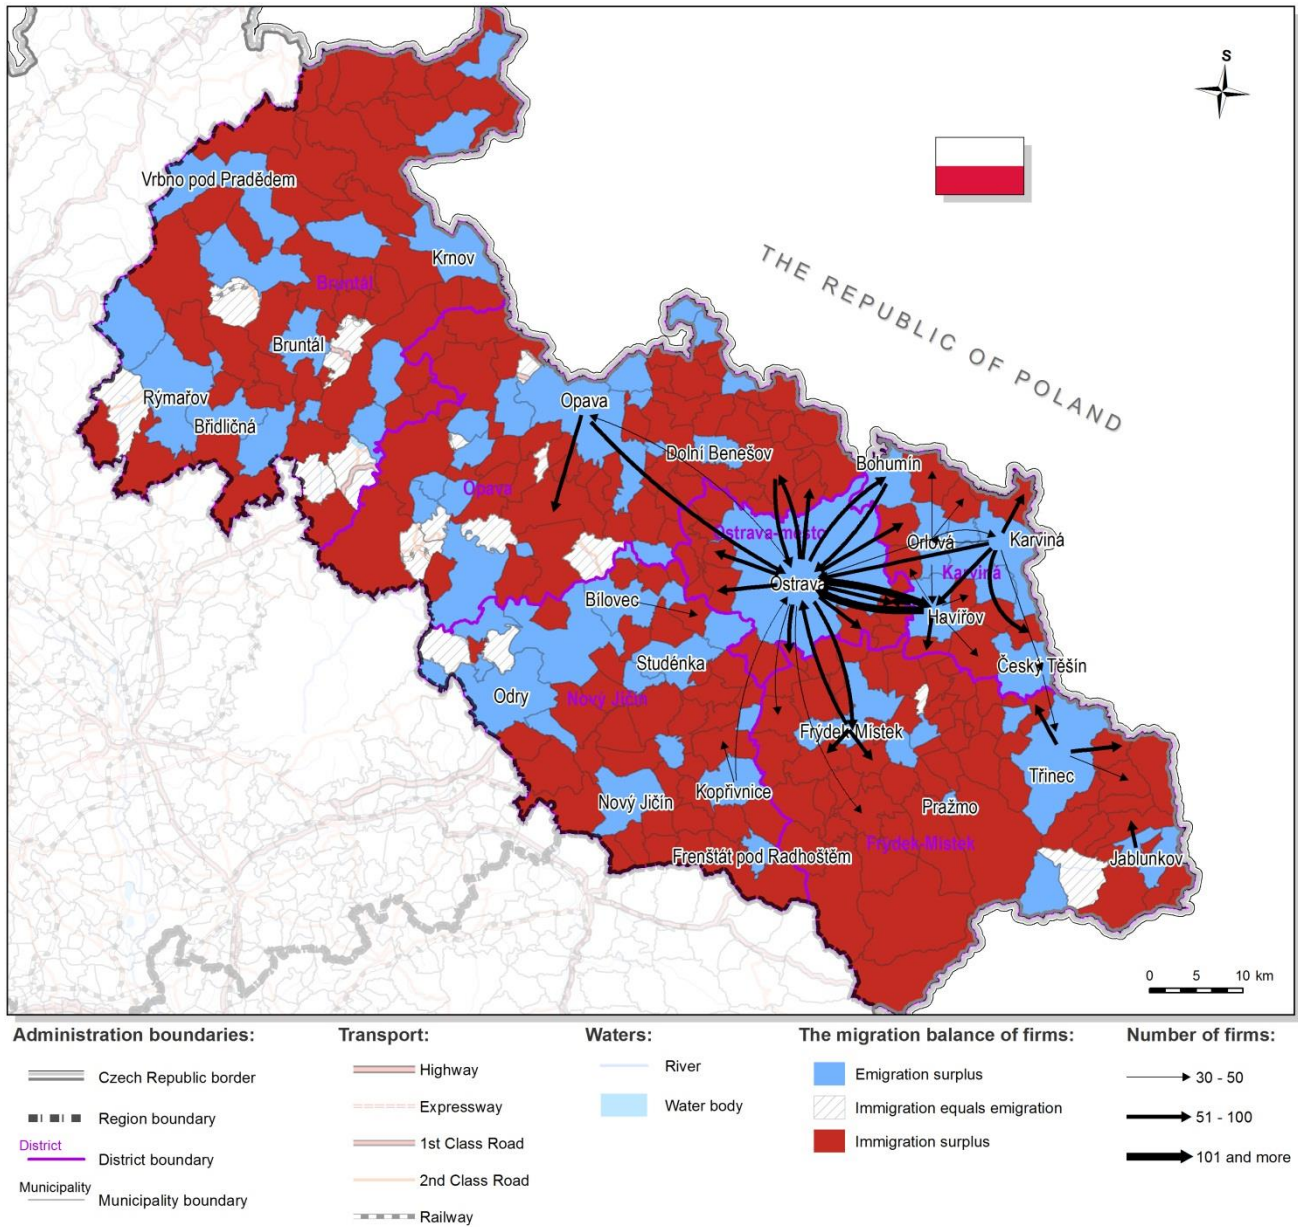 S
THE REPUBLIC OF POLAND
Vrbno pod Pradědem
Krnov
Bruntál
Bruntál
Rýmařov
Břidličná
Opava
Dolní Benešov
Bohumín
Opava
Ostrava-město
Orlová
Karviná
Karviná
Ostrava
Bílovec
Havířov
Studénka
Český Těšín
Odry
Nový Jičín
Frýdek-Místek
Třinec
Nový Jičín
Kopřivnice
Pražmo
Frýdek-Místek
Frenštát pod Radhoštěm
Jablunkov
0 5 10 km
Administration boundaries:
Czech Republic border
Region boundary
District
District boundary
Municipality
Municipality boundary
Transport:
Highway
Expressway
1st Class Road
2nd Class Road
Railway
Waters:
River
Water body
The migration balance of firms:
Emigration surplus
Immigration equals emigration
Immigration surplus
Number of firms:
30 - 50
51 - 100
101 and more